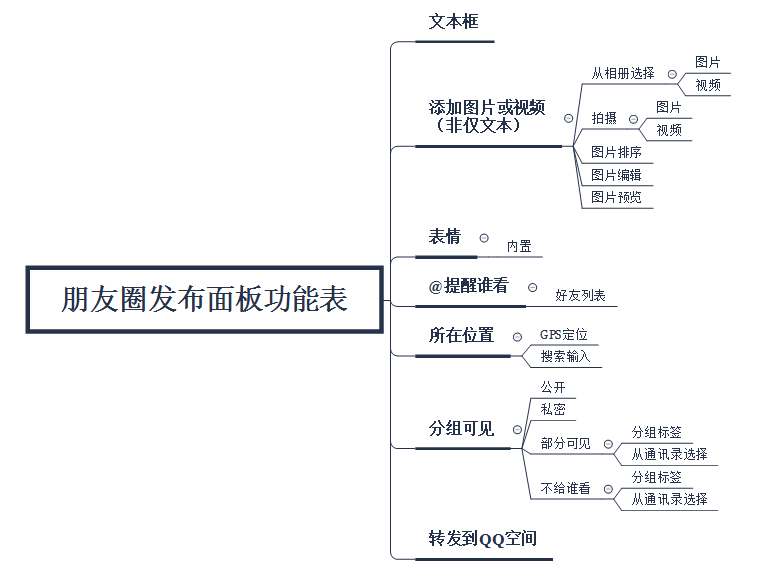 朋友圈发布面板功能表
文本框
添加图片或视频
（非仅文本）
从相册选择
图片
视频
拍摄
图片
视频
图片排序
图片编辑
图片预览
表情
内置
@提醒谁看
好友列表
所在位置
GPS定位
搜索输入
分组可见
公开
私密
部分可见
分组标签
从通讯录选择
不给谁看
分组标签
从通讯录选择
转发到QQ空间